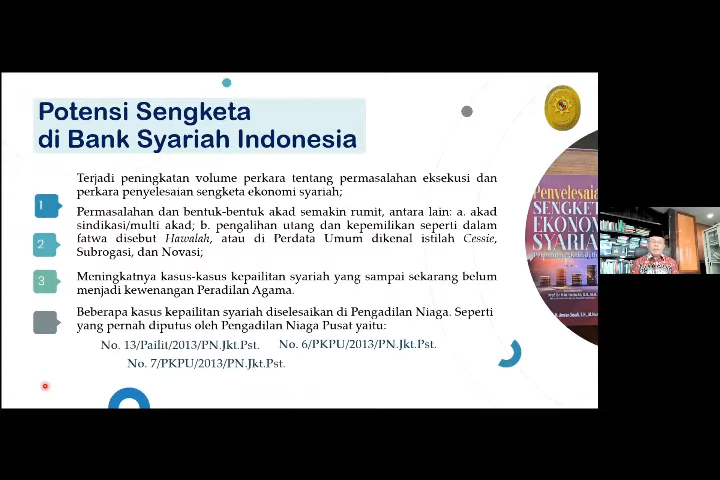 Potensi Sengketa
di Bank Syariah Indonesia
Terjadi peningkatan volume perkara tentang permasalahan eksekusi dan
perkara penyelesaian sengketa ekonomi syariah;
1
Permasalahan dan bentuk-bentuk akad semakin rumit, antara lain: a. akad
sindikasi/multi akad; b. pengalihan utang dan kepemilikan seperti dalam
fatwa disebut Hawalah, atau di Perdata Umum dikenal istilah Cessie,
Subrogasi, dan Novasi;
2
Meningkatnya kasus-kasus kepailitan syariah yang sampai sekarang belum
menjadi kewenangan Peradilan Agama.
3
Beberapa kasus kepailitan syariah diselesaikan di Pengadilan Niaga. Seperti
yang pernah diputus oleh Pengadilan Niaga Pusat yaitu:
No. 13/Pailit/2013/PN.Jkt.Pst. No. 6/PKPU/2013/PN.Jkt.Pst.
No. 7/PKPU/2013/PN.Jkt.Pst.
Penyelesaia
SENGKET
EKONOM
SYARIA